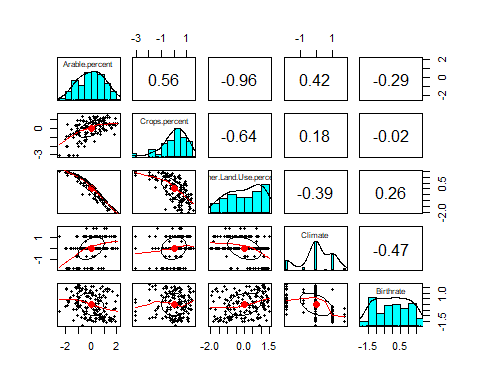 -3 -1 0 1
-1 0 1
Arable.percent
0.56
-0.96
0.42
-0.29
-2 0 1 2
-3 -1 0
Crops.percent
-0.64
0.18
-0.02
ner.Land.Use.perce
-0.39
0.26
-2.0 0.5
-1 0 1
Climate
-0.47
Birthrate
-1.5 0.0 1.0
-2 -1 0 1 2
-2.0 0.0 1.5
-1.5 0.5